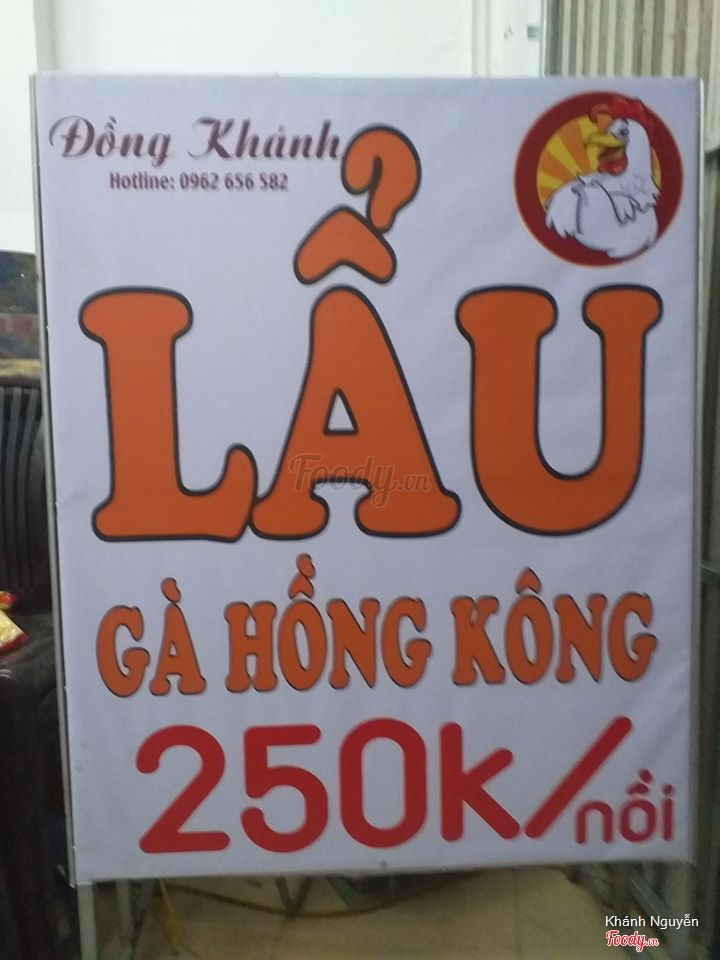 Đồng Khánh
Hotline: 0962 656 582
LẨU
Foody.vn
GÀ HỒNG KÔNG
250k/nồi
Khánh Nguyễn
Foody.vn